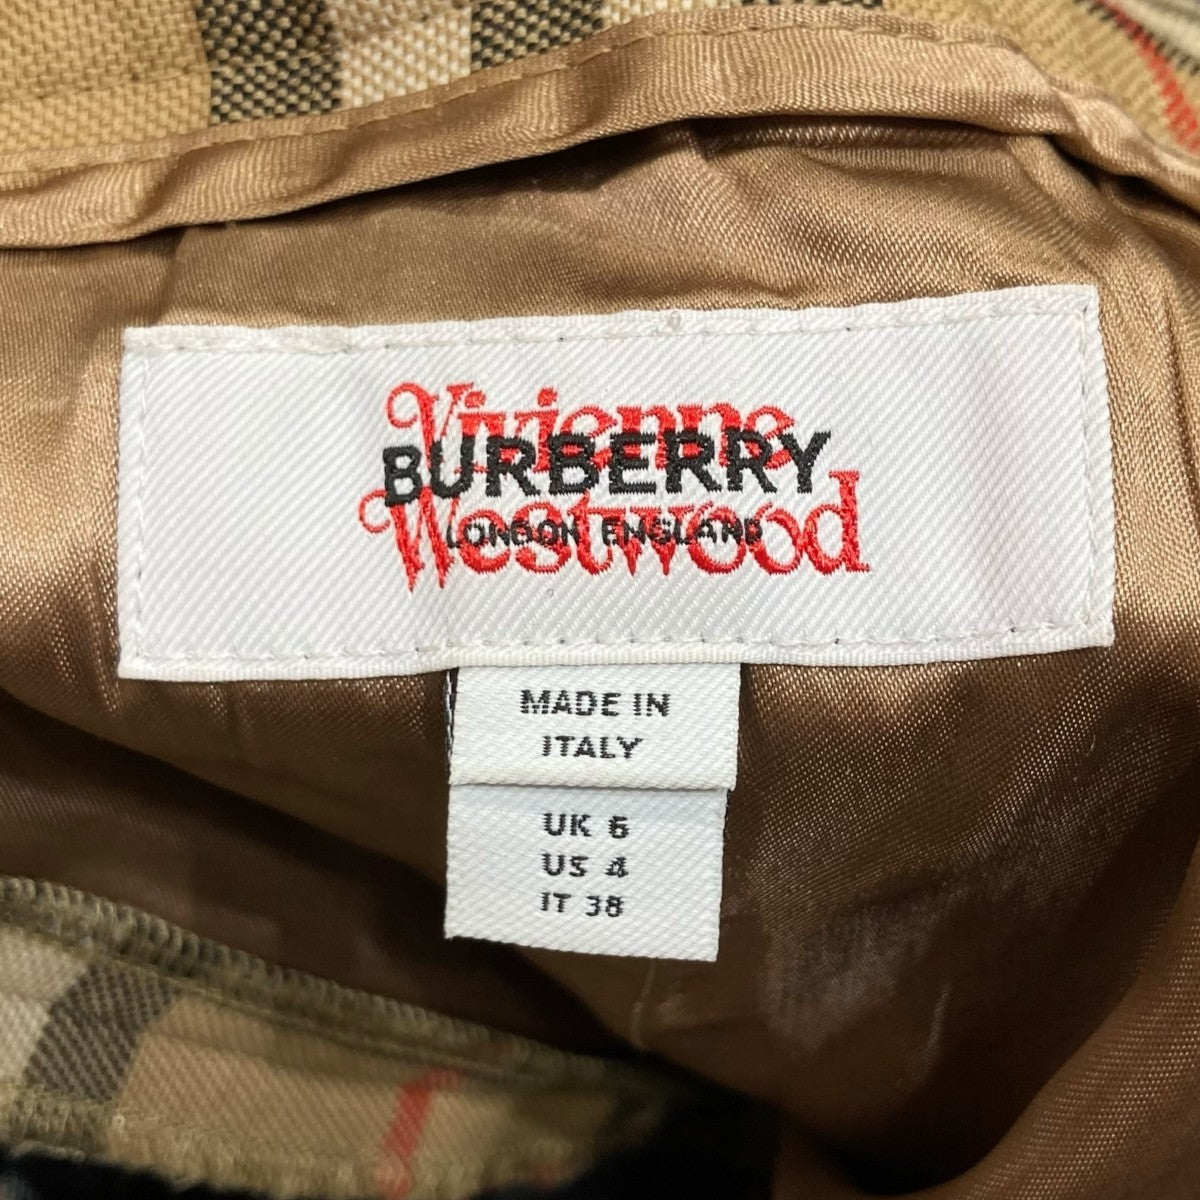 Vivienne
BURBERRY
Westwood
LONDON ENGLAND
MADE IN
ITALY
UK 6
US 4
IT 38